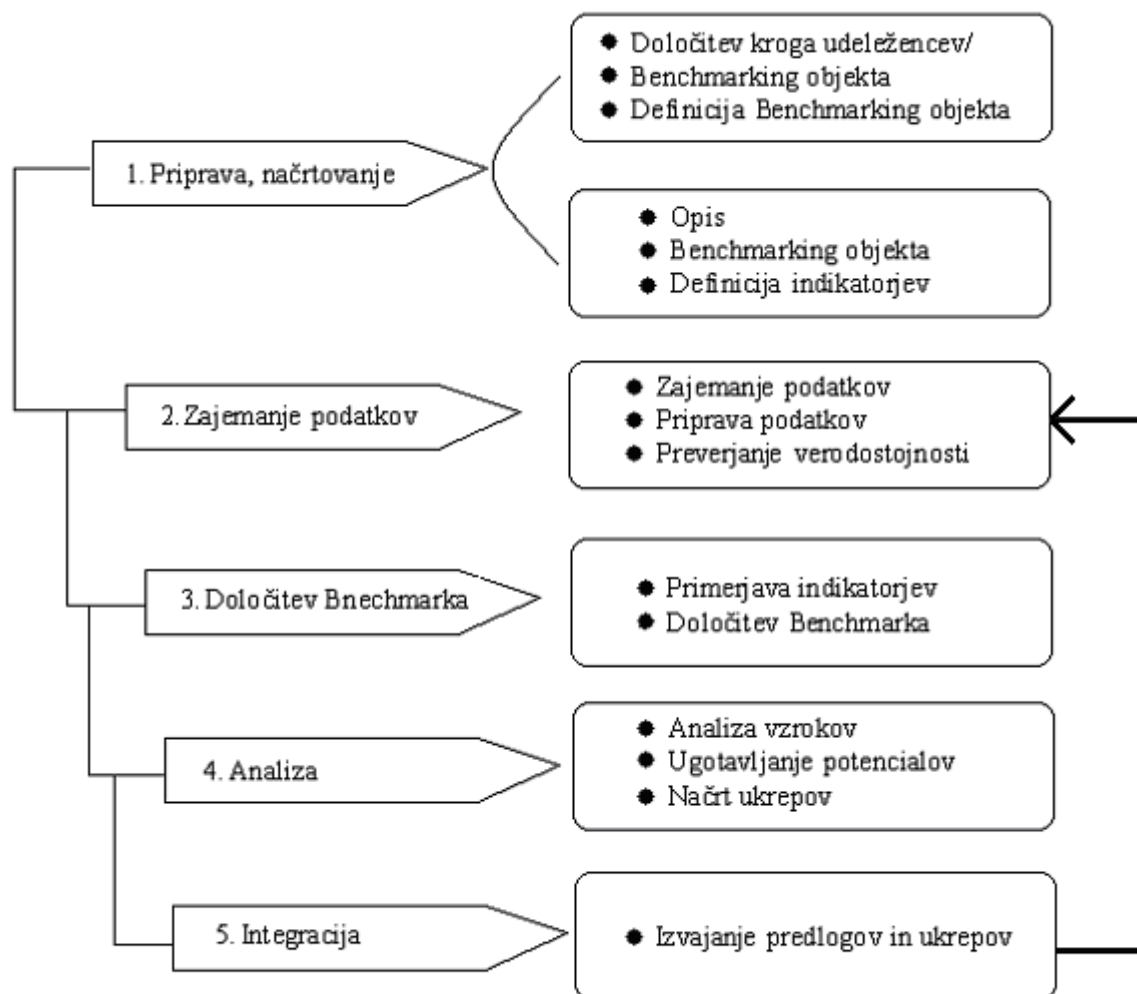 ● Določitev kroga udeležencev/
● Benchmarking objekta
● Definicija Benchmarking objekta
1. Priprava, načrtovanje
● Opis
● Benchmarking objekta
● Definicija indikatorjev
2. Zajemanje podatkov
● Zajemanje podatkov
● Priprava podatkov
● Preverjanje verodostojnosti
3. Določitev Bnechmarka
● Primerjava indikatorjev
● Določitev Benchmarka
4. Analiza
● Analiza vzrokov
● Ugotavljanje potencialov
● Načrt ukrepov
5. Integracija
● Izvajanje predlogov in ukrepov